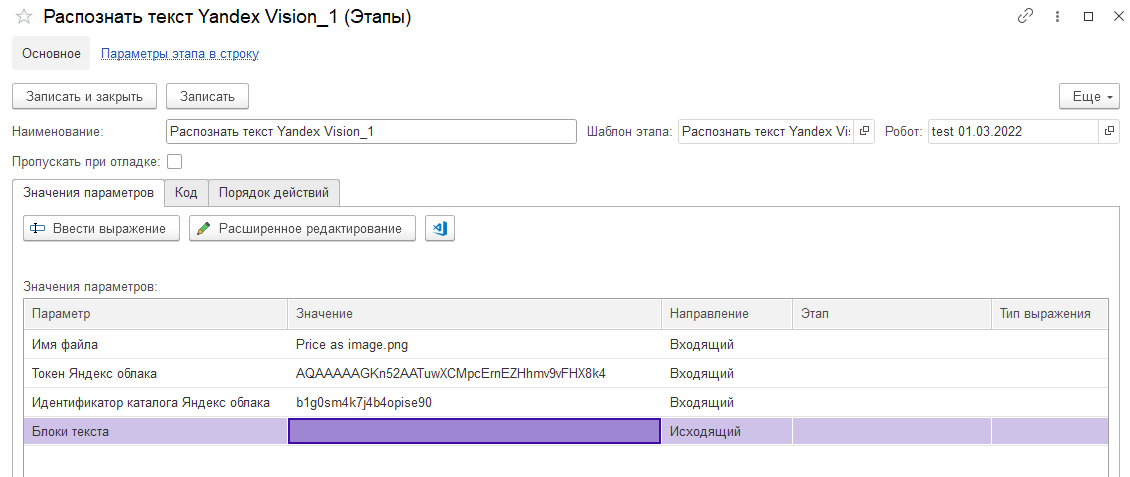 Распознать текст Yandex Vision_1 (Этапы)
Основное Параметры этапа в строку
Записать и закрыть Записать Еще
Наименование: Распознать текст Yandex Vision_1 Шаблон этапа: Распознать текст Yandex Vi Робот: test 01.03.2022
Пропускать при отладке:
Значения параметров Код Порядок действий
Ввести выражение Расширенное редактирование
Значения параметров:
Параметр Значение Направление Этап Тип выражения
Имя файла Price as image.png Входящий
Токен Яндекс облака AQAAAAAGKn52AATuwXCMpcErnEZHhmv9vFHX8k4 Входящий
Идентификатор каталога Яндекс облака b1g0sm4k7j4b4opise90 Входящий
Блоки текста Исходящий